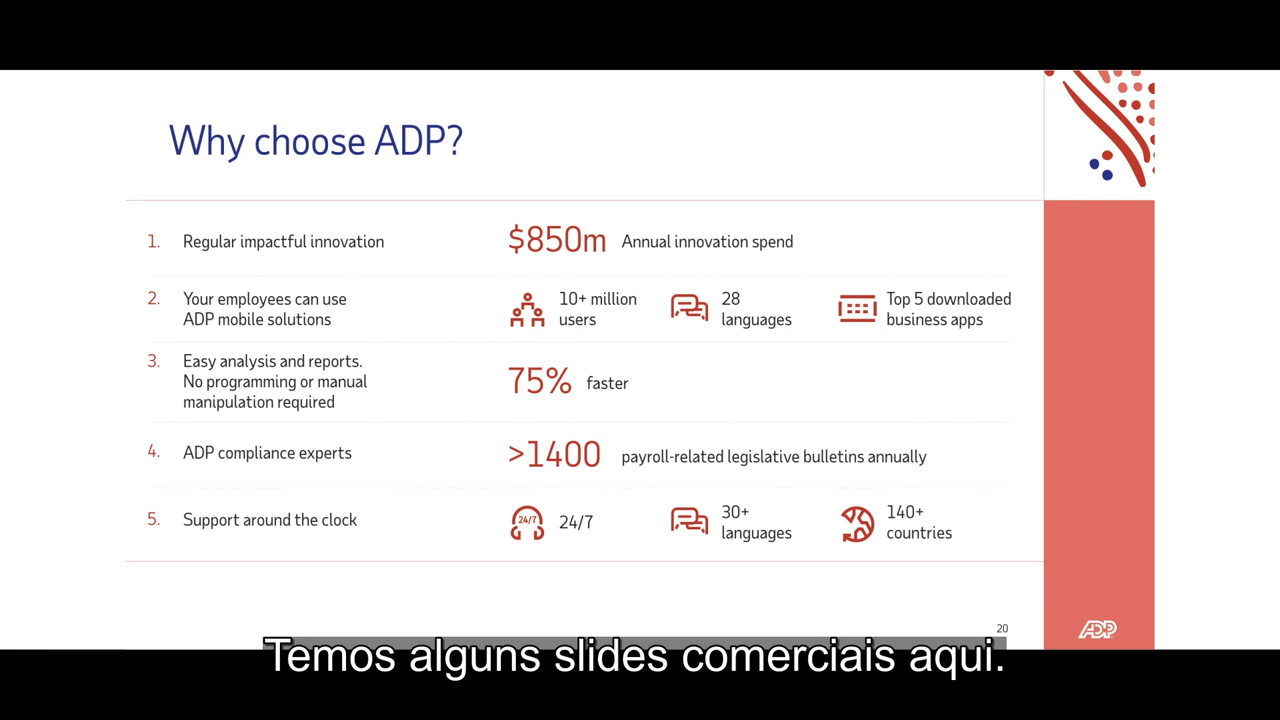 Why choose ADP?
1. Regular impactful innovation
$850m Annual innovation spend
2. Your employees can use
ADP mobile solutions
10+ million
users
28
languages
Top 5 downloaded
business apps
3. Easy analysis and reports.
No programming or manual
manipulation required
75% faster
4. ADP compliance experts
>1400 payroll-related legislative bulletins annually
5. Support around the clock
24/7
24/7
30+
languages
140+
countries
20
ADP
Temos alguns slides comerciais aqui.